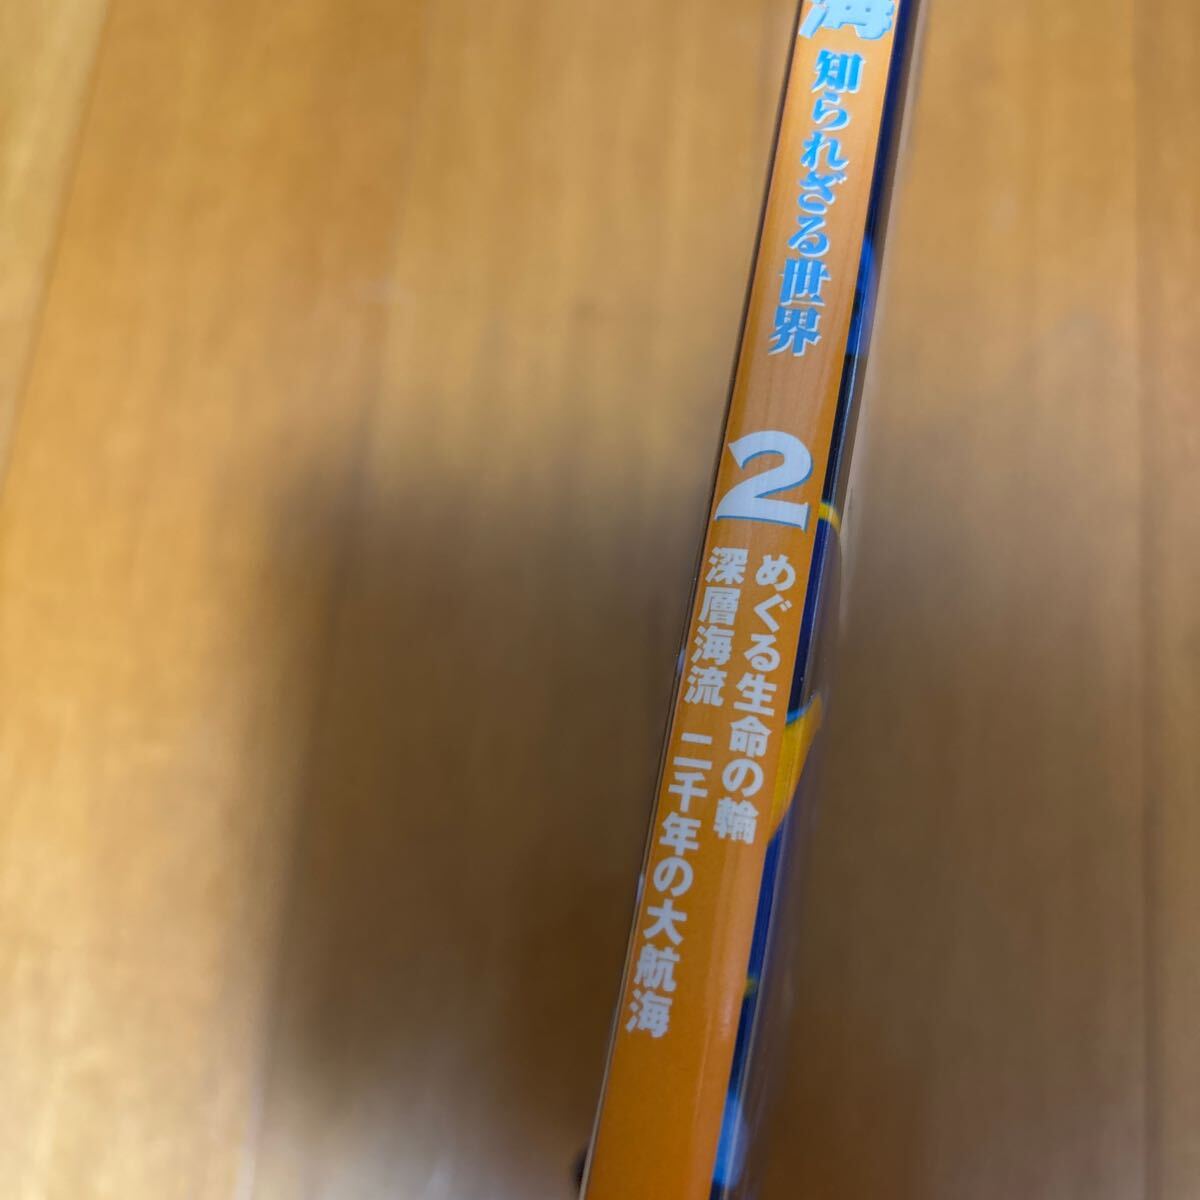 海
知られざる世界
2
めぐる生命の輪
深層海流 二千年の大航海